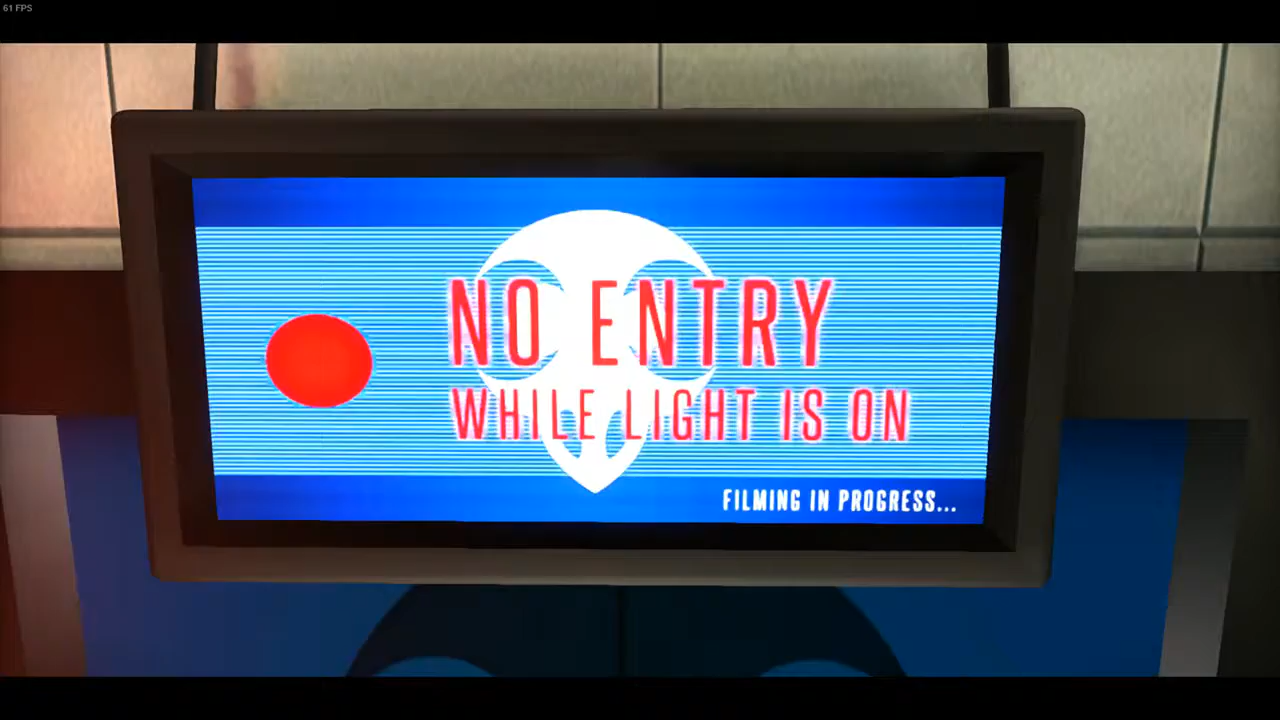 61 FPS
NO ENTRY
WHILE LIGHT IS ON
FILMING IN PROGRESS...